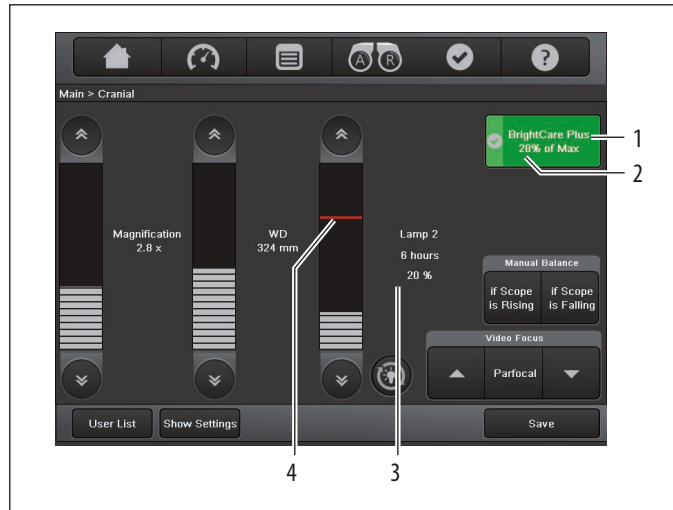 A R ?
Main > Cranial
BrightCare Plus
28% of Max
1
2
Magnification
2.8 x
WD
324 mm
Lamp 2
6 hours
20 %
Manual Balance
if Scope
is Rising
if Scope
is Falling
Video Focus
Parfocal
User List
Show Settings
Save
4
3